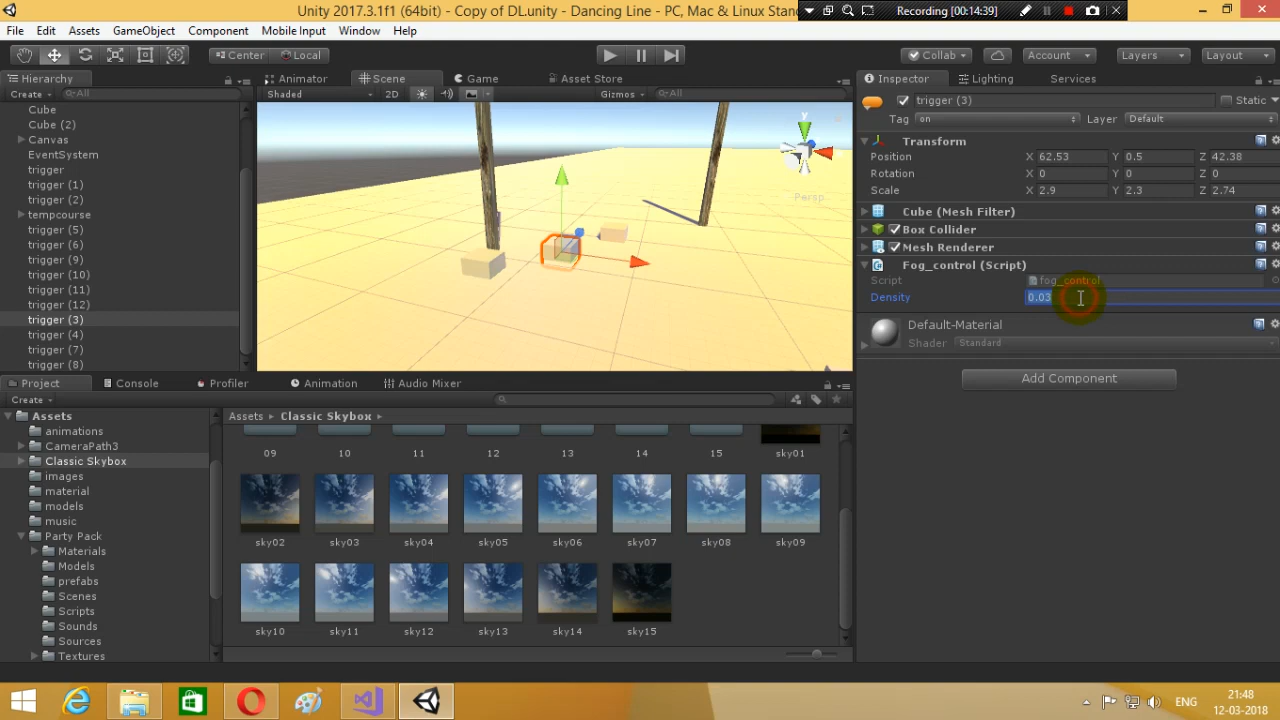 Unity 2017.3.1f1 (64bit) - Copy of DL.unity - Dancing Line - PC, Mac & Linux Stand
Recording (00:14:39)
File Edit Assets GameObject Component Mobile Input Window Help
Center Local
Collab Account Layers Layout
Hierarchy
Create All
Cube
Cube (2)
Canvas
EventSystem
trigger
trigger (1)
trigger (2)
tempcourse
trigger (5)
trigger (6)
trigger (9)
trigger (10)
trigger (11)
trigger (12)
trigger (3)
trigger (4)
trigger (7)
trigger (8)
Animator Scene Game Asset Store
Shaded 2D Gizmos All
y
Persp
Inspector Lighting Services
trigger (3) Static
Tag on Layer Default
Transform
Position X 62.53 Y 0.5 Z 42.38
Rotation X 0 Y 0 Z 0
Scale X 2.9 Y 2.3 Z 2.74
Cube (Mesh Filter)
Box Collider
Mesh Renderer
Fog_control (Script)
Script fog_control
Density 0.03
Default-Material
Shader Standard
Add Component
Project Console Profiler Animation Audio Mixer
Create
Assets
animations
CameraPath3
Classic Skybox
images
material
models
music
Party Pack
Materials
Models
prefabs
Scenes
Scripts
Sounds
Sources
Textures
Assets Classic Skybox
09 10 11 12 13 14 15 sky01
sky02 sky03 sky04 sky05 sky06 sky07 sky08 sky09
sky10 sky11 sky12 sky13 sky14 sky15
ENG
21:48
12-03-2018